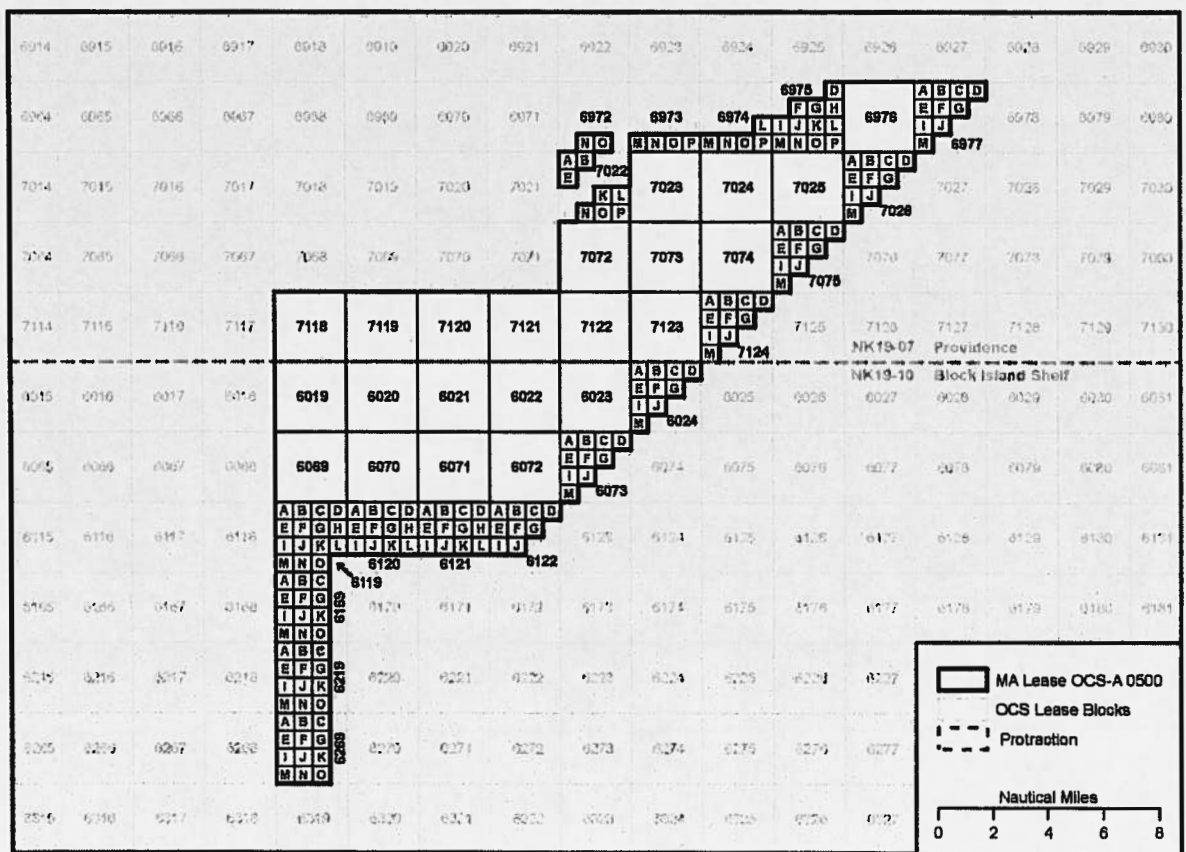 6914 6915 6916 6917 6918 6919 6920 6921 6922 6923 6924 6925 6926 6927 6928 6929 6930
6975 D A B C D
6964 6965 6966 6967 6968 6969 6970 6971 6972 6973 6974 F G H 6976 E F G 6978 6979 6980
L I J K L I J
N O M N O P M N O P M N O P M 6977
A B 7022 A B C D
7014 7015 7016 7017 7018 7019 7020 7021 E 7023 7024 7025 E F G 7027 7028 7029 7030
K L I J 7026
N O P M
A B C D
7064 7065 7066 7067 7068 7069 7070 7071 7072 7073 7074 E F G 7076 7077 7078 7079 7080
I J 7075
M
A B C D
7114 7115 7116 7117 7118 7119 7120 7121 7122 7123 E F G 7125 7126 7127 7128 7129 7130
I J 7124
M NK19-07 Providence
A B C D NK19-10 Block Island Shelf
6015 6016 6017 6018 6019 6020 6021 6022 6023 E F G 6025 6026 6027 6028 6029 6030 6031
I J 6024
M
A B C D
6065 6066 6067 6068 6069 6070 6071 6072 E F G 6074 6075 6076 6077 6078 6079 6080 6081
I J 6073
M
A B C D A B C D A B C D A B C D
6115 6116 6117 6118 E F G H E F G H E F G H E F G 6123 6124 6125 6126 6127 6128 6129 6130 6131
I J K L I J K L I J K L I J 6122
M N O 6119 6120 6121
A B C
6165 6166 6167 6168 E F G 6169 6170 6171 6172 6173 6174 6175 6176 6177 6178 6179 6180 6181
I J K
M N O
A B C
6215 6216 6217 6218 E F G 6219 6220 6221 6222 6223 6224 6225 6226 6227
I J K
M N O
A B C
6265 6266 6267 6268 E F G 6269 6270 6271 6272 6273 6274 6275 6276 6277
I J K
M N O
6315 6316 6317 6318 6319 6320 6321 6322 6323 6324 6325 6326 6327
MA Lease OCS-A 0500
OCS Lease Blocks
Protraction
Nautical Miles
0 2 4 6 8